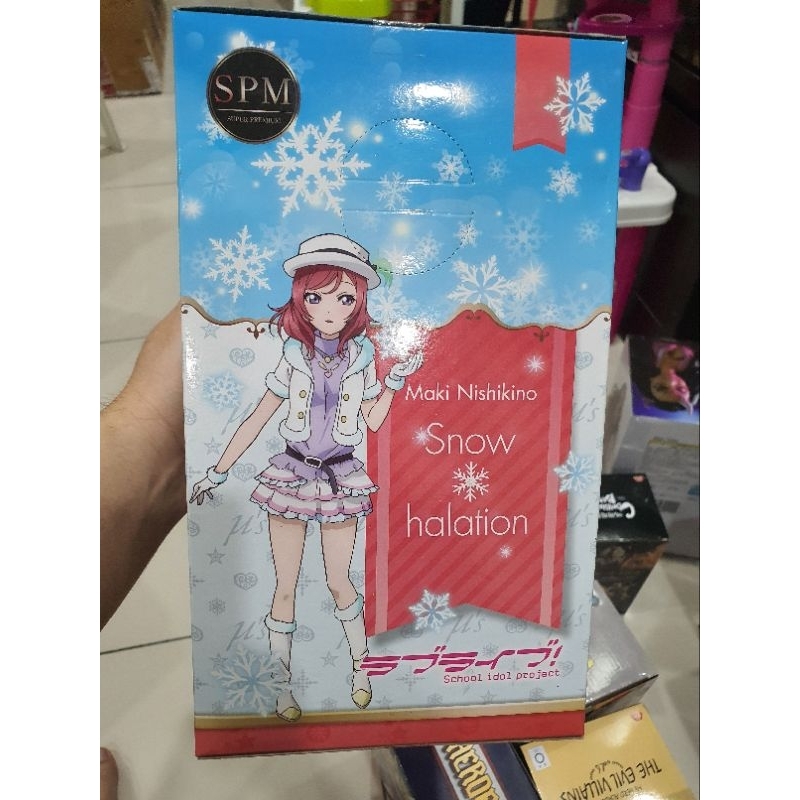 SPM
SUPER PREMIUM
Maki Nishikino
Snow
halation
μ's
μ's
μ's
ラブライブ!
School idol project
THE EVIL VILLAINS